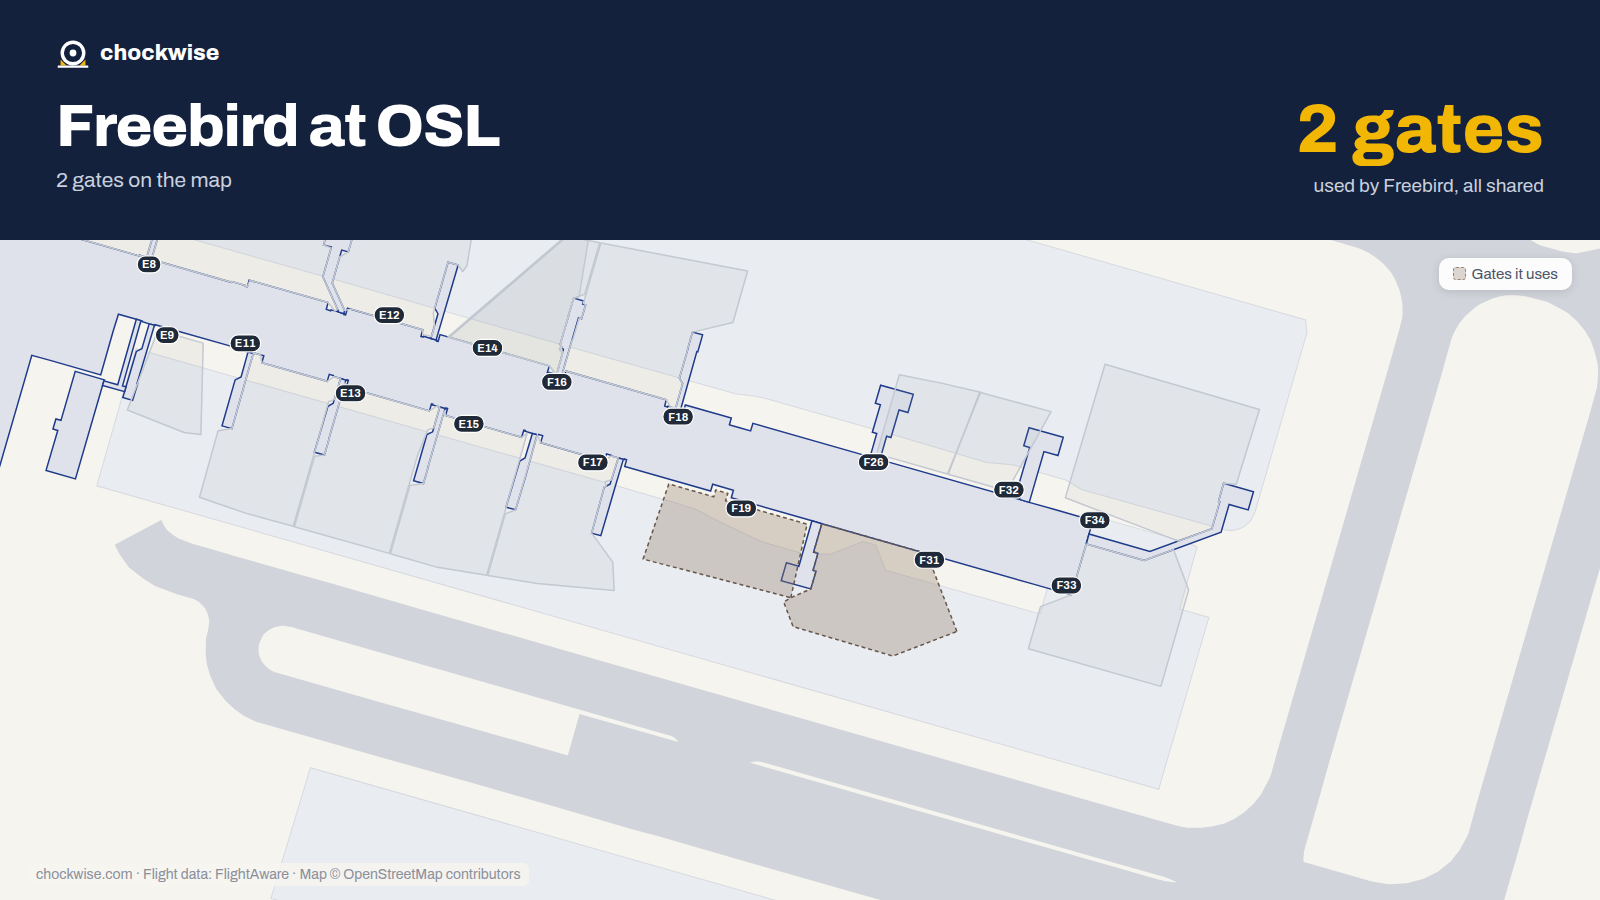 chockwise
Freebird at OSL
2 gates on the map
2 gates
used by Freebird, all shared
Gates it uses
E8
E12
E9
E11
E14
F16
E13
F18
E15
F17
F26
F32
F19
F34
F31
F33
chockwise.com · Flight data: FlightAware · Map © OpenStreetMap contributors